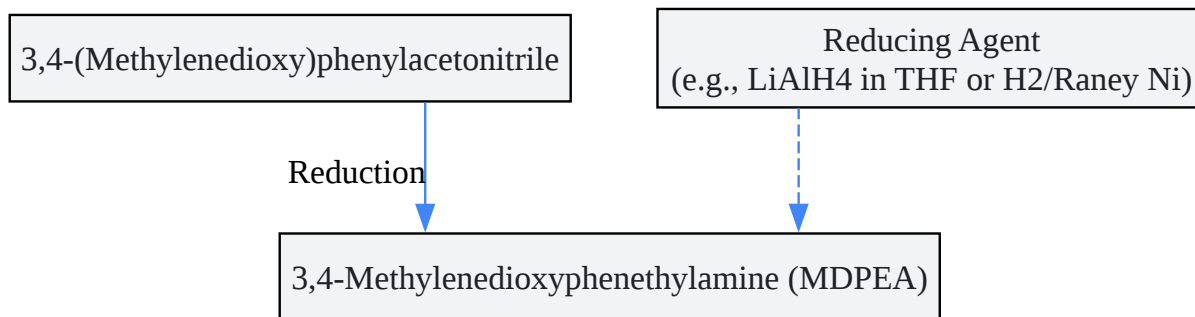 3,4-(Methylenedioxy)phenylacetonitrile
Reducing Agent
(e.g., LiAlH4 in THF or H2/Raney Ni)
Reduction
3,4-Methylenedioxyphenethylamine (MDPEA)